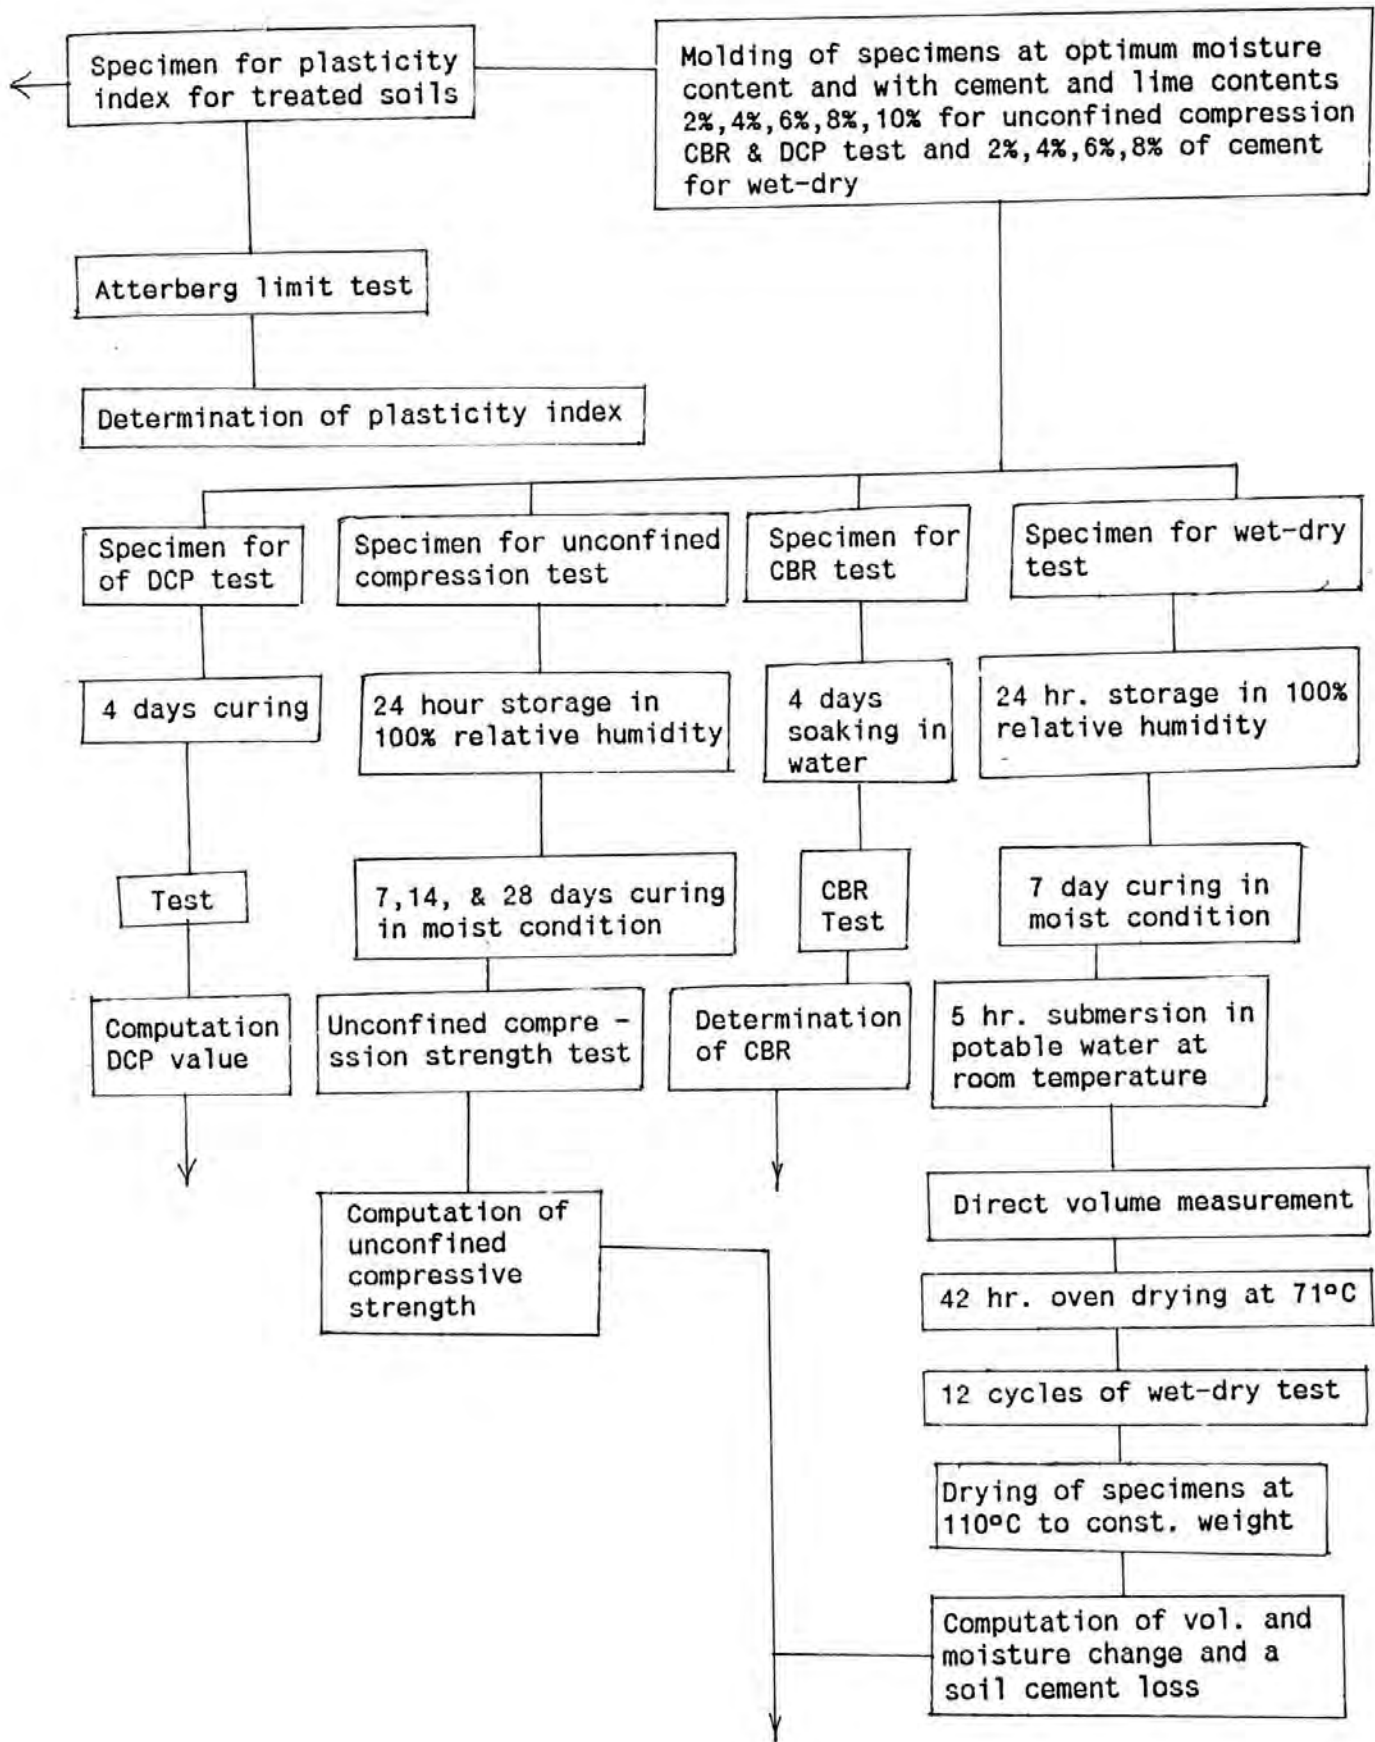 Specimen for plasticity
index for treated soils
Molding of specimens at optimum moisture
content and with cement and lime contents
2%,4%,6%,8%,10% for unconfined compression
CBR & DCP test and 2%,4%,6%,8% of cement
for wet-dry
Atterberg limit test
Determination of plasticity index
Specimen for
of DCP test
Specimen for unconfined
compression test
Specimen for
CBR test
Specimen for wet-dry
test
4 days curing
24 hour storage in
100% relative humidity
4 days
soaking in
water
24 hr. storage in 100%
relative humidity
Test
7,14, & 28 days curing
in moist condition
CBR
Test
7 day curing in
moist condition
Computation
DCP value
Unconfined compre -
ssion strength test
Determination
of CBR
5 hr. submersion in
potable water at
room temperature
Computation of
unconfined
compressive
strength
Direct volume measurement
42 hr. oven drying at 71ºC
12 cycles of wet-dry test
Drying of specimens at
110ºC to const. weight
Computation of vol. and
moisture change and a
soil cement loss